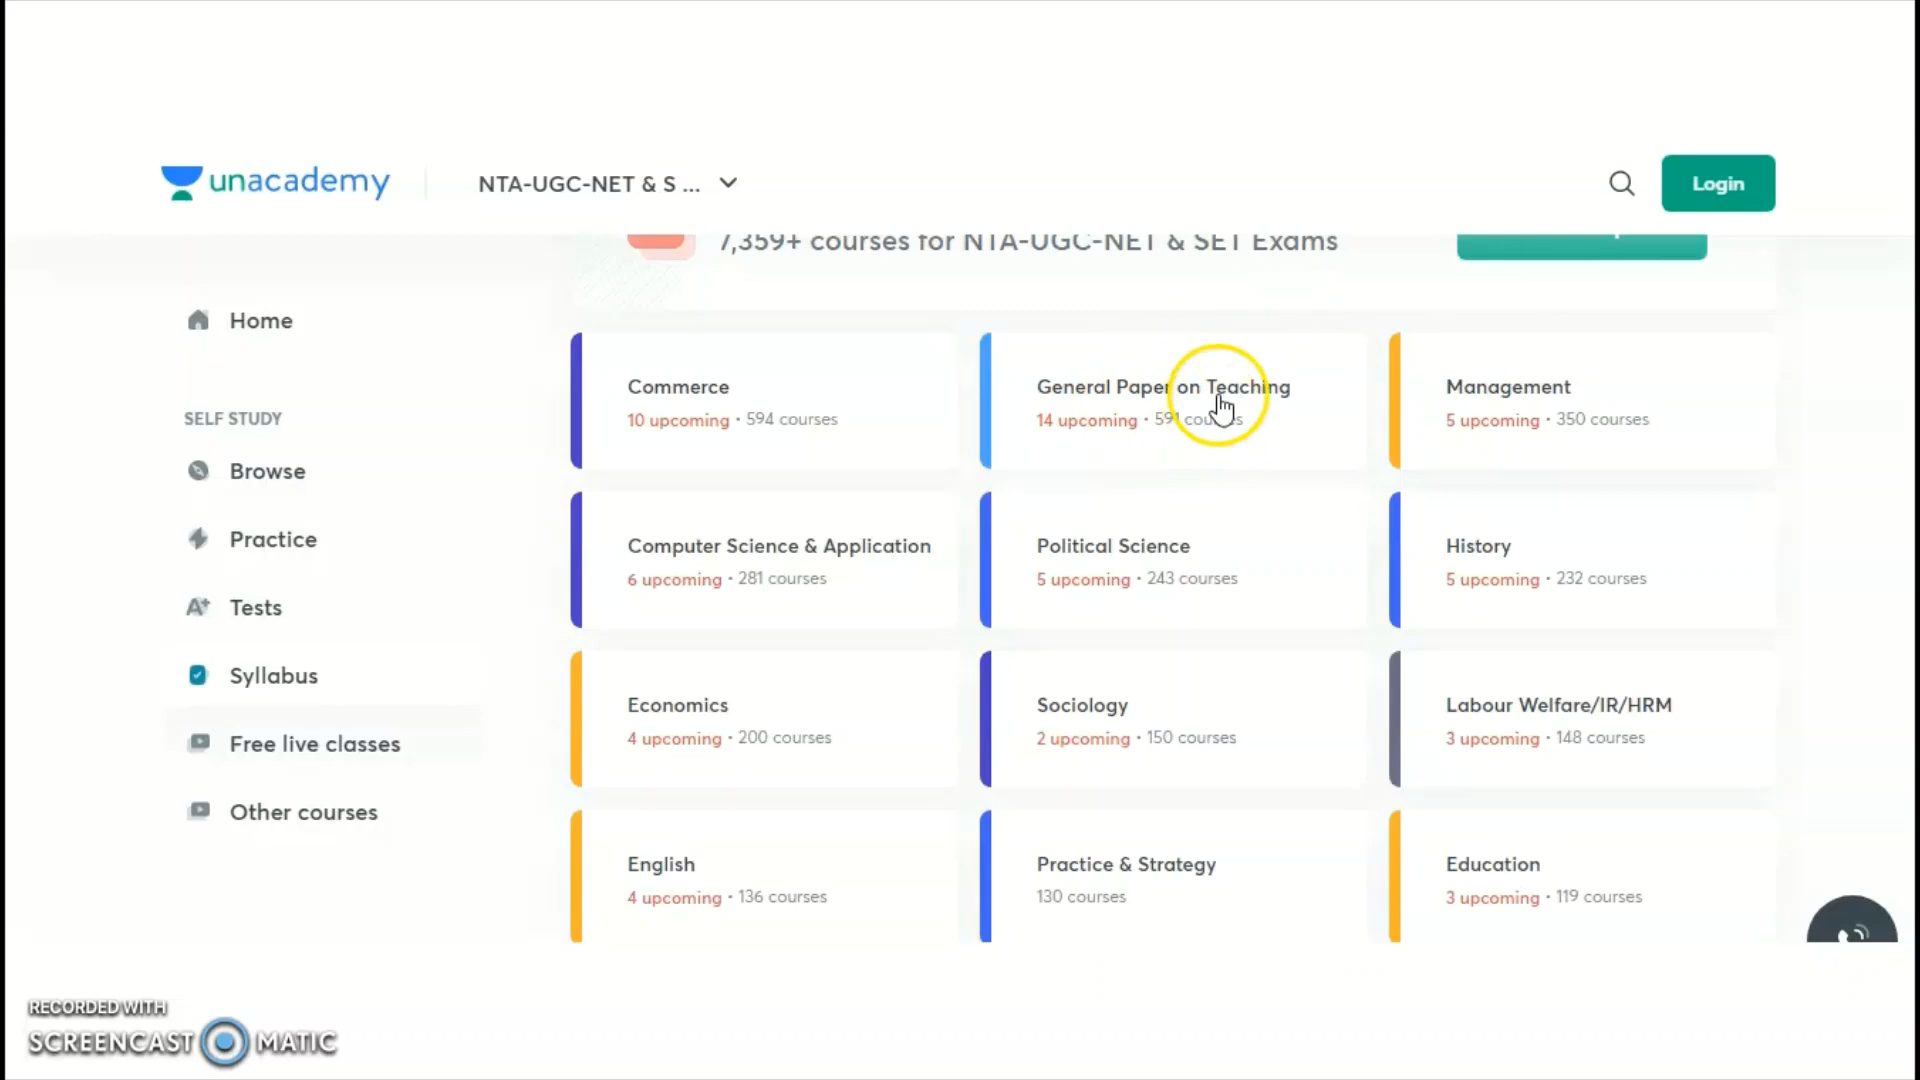 unacademy
NTA-UGC-NET & S ...
Login
7,359+ courses for NTA-UGC-NET & SET Exams
Home
SELF STUDY
Browse
Practice
Tests
Syllabus
Free live classes
Other courses
Commerce
10 upcoming • 594 courses
General Paper on Teaching
14 upcoming • 591 courses
Management
5 upcoming • 350 courses
Computer Science & Application
6 upcoming • 281 courses
Political Science
5 upcoming • 243 courses
History
5 upcoming • 232 courses
Economics
4 upcoming • 200 courses
Sociology
2 upcoming • 150 courses
Labour Welfare/IR/HRM
3 upcoming • 148 courses
English
4 upcoming • 136 courses
Practice & Strategy
130 courses
Education
3 upcoming • 119 courses
RECORDED WITH
SCREENCAST MATIC